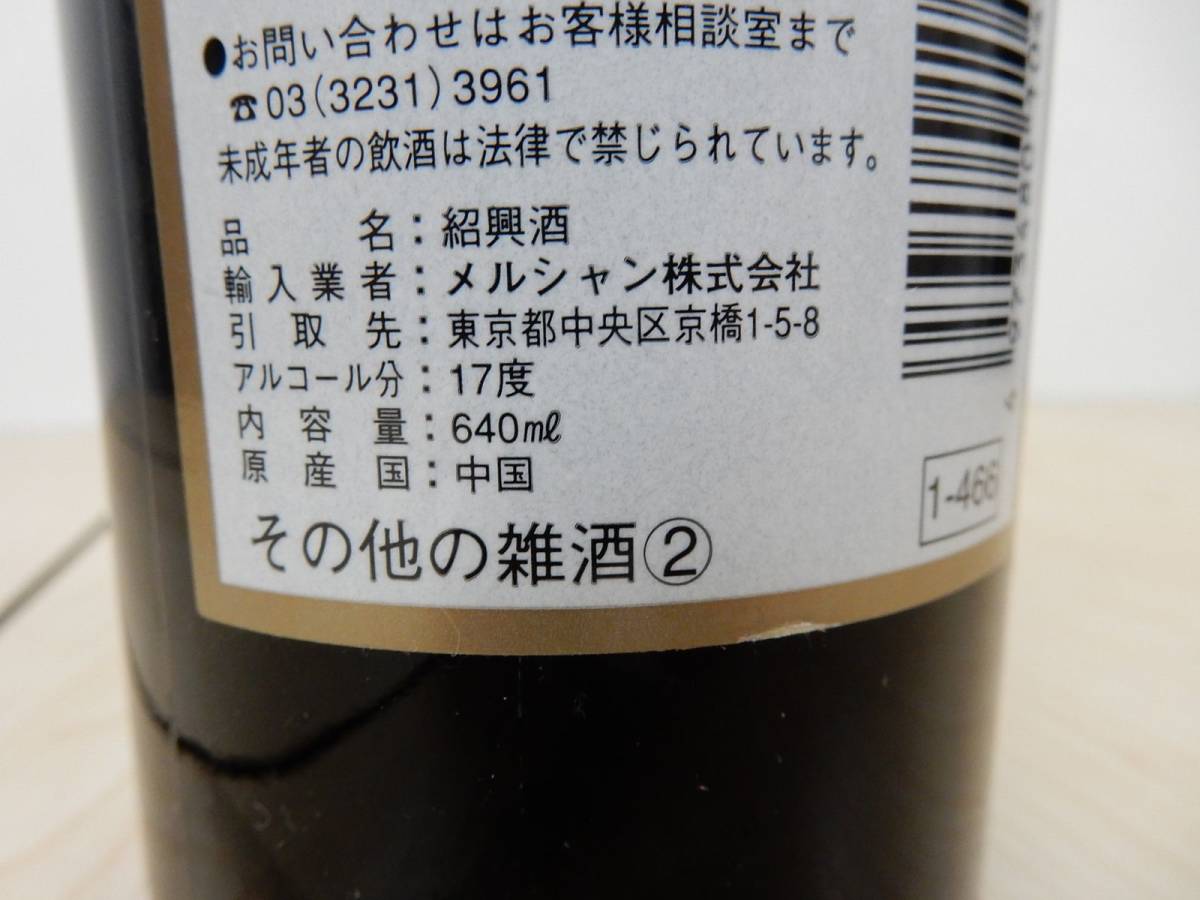 ●お問い合わせはお客様相談室まで
☎03(3231)3961
未成年者の飲酒は法律で禁じられています。
品名：紹興酒
輸入業者：メルシャン株式会社
引取先：東京都中央区京橋1-5-8
アルコール分：17度
内容量：640㎖
原産国：中国
その他の雑酒②
1-466